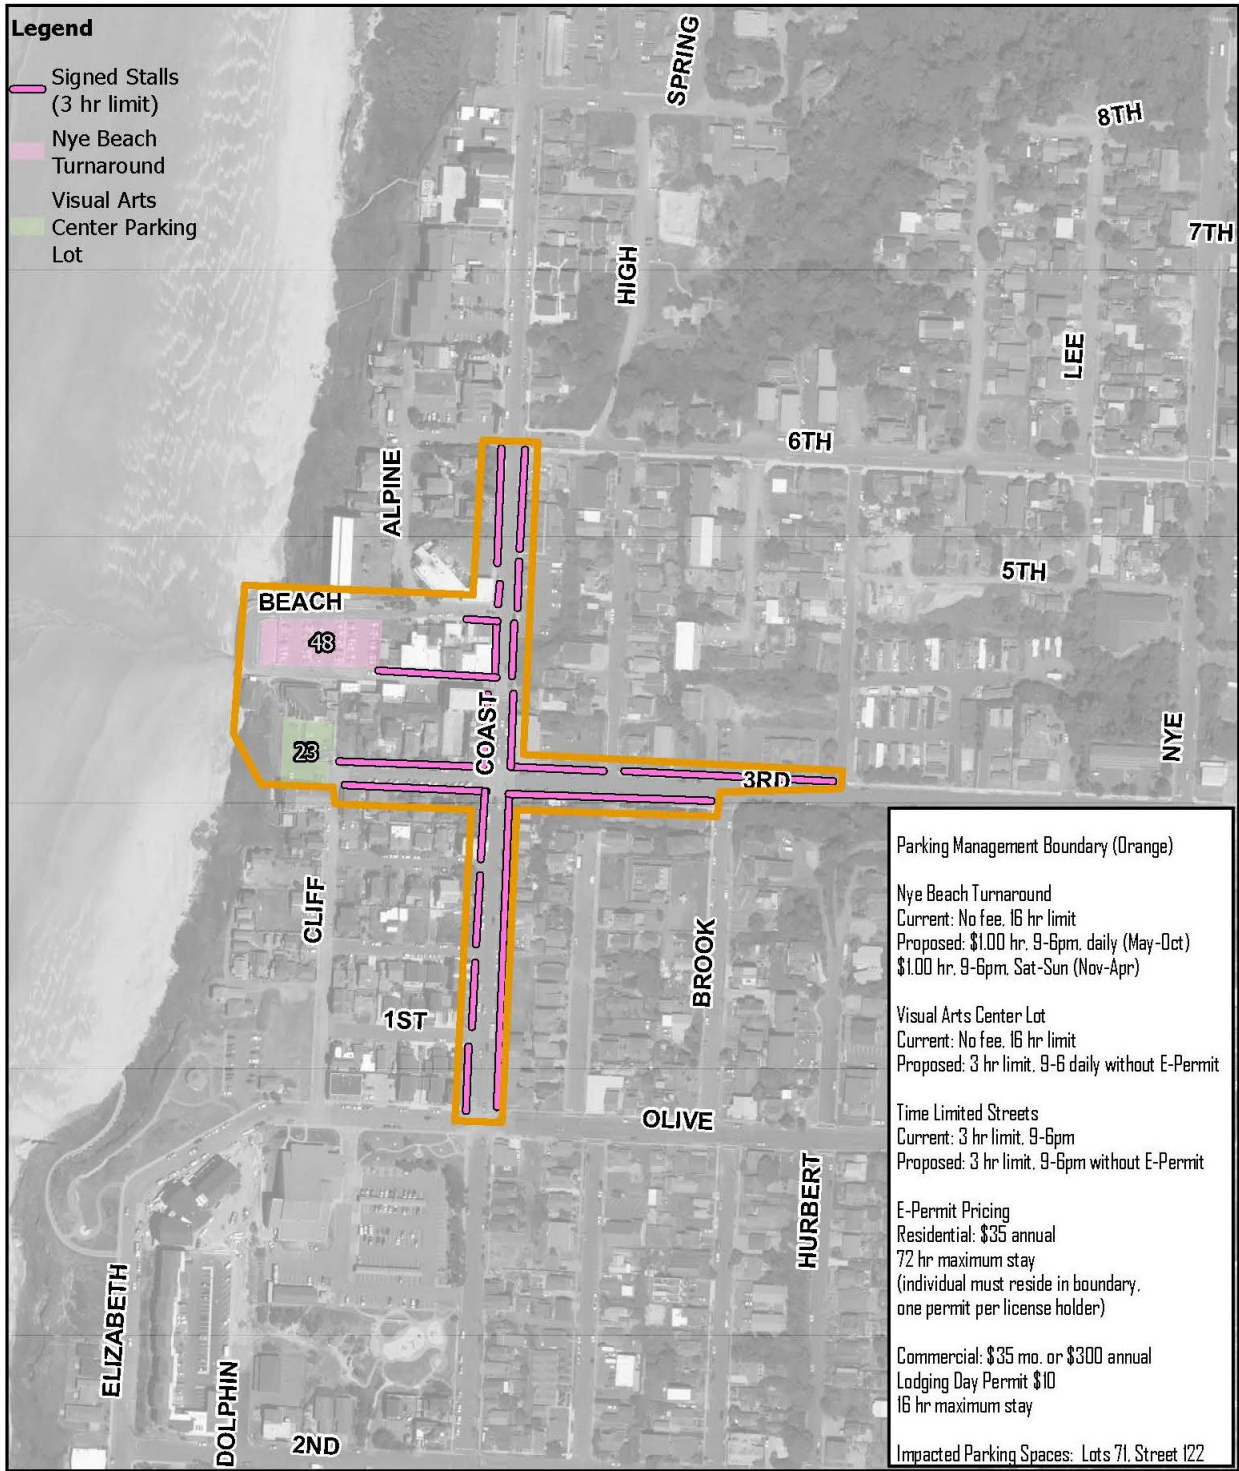 Legend
Signed Stalls
(3 hr limit)
Nye Beach
Turnaround
Visual Arts
Center Parking
Lot
SPRING
8TH
7TH
HIGH
LEE
6TH
ALPINE
5TH
BEACH
48
COAST
NYE
23
3RD
CLIFF
BROOK
1ST
OLIVE
HURBERT
ELIZABETH
DOLPHIN
2ND
Parking Management Boundary (Orange)
Nye Beach Turnaround
Current: No fee, 16 hr limit
Proposed: $1.00 hr, 9-6pm, daily (May-Oct)
$1.00 hr, 9-6pm, Sat-Sun (Nov-Apr)
Visual Arts Center Lot
Current: No fee, 16 hr limit
Proposed: 3 hr limit, 9-6 daily without E-Permit
Time Limited Streets
Current: 3 hr limit, 9-6pm
Proposed: 3 hr limit, 9-6pm without E-Permit
E-Permit Pricing
Residential: $35 annual
72 hr maximum stay
(individual must reside in boundary,
one permit per license holder)
Commercial: $35 mo. or $300 annual
Lodging Day Permit $10
16 hr maximum stay
Impacted Parking Spaces: Lots 71, Street 122